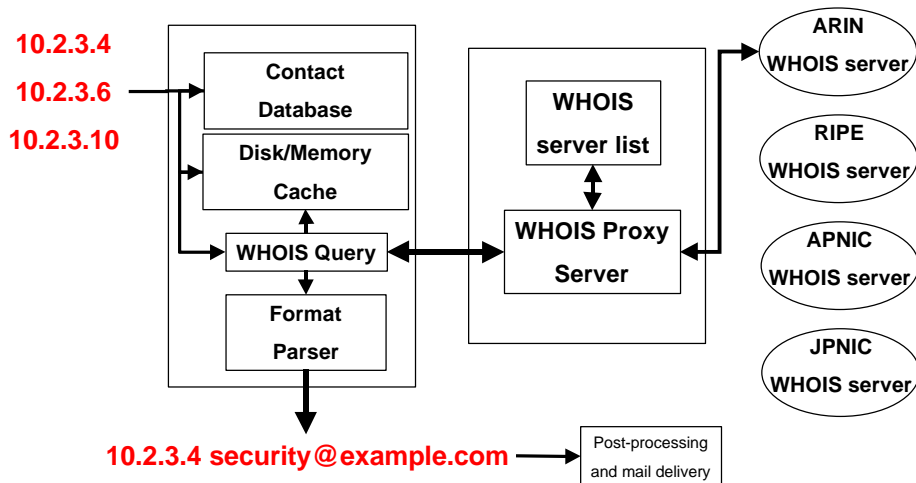 10.2.3.4
10.2.3.6
10.2.3.10
Contact
Database
Disk/Memory
Cache
WHOIS Query
Format
Parser
WHOIS
server list
WHOIS Proxy
Server
ARIN
WHOIS server
RIPE
WHOIS server
APNIC
WHOIS server
JPNIC
WHOIS server
10.2.3.4 security@example.com
Post-processing
and mail delivery